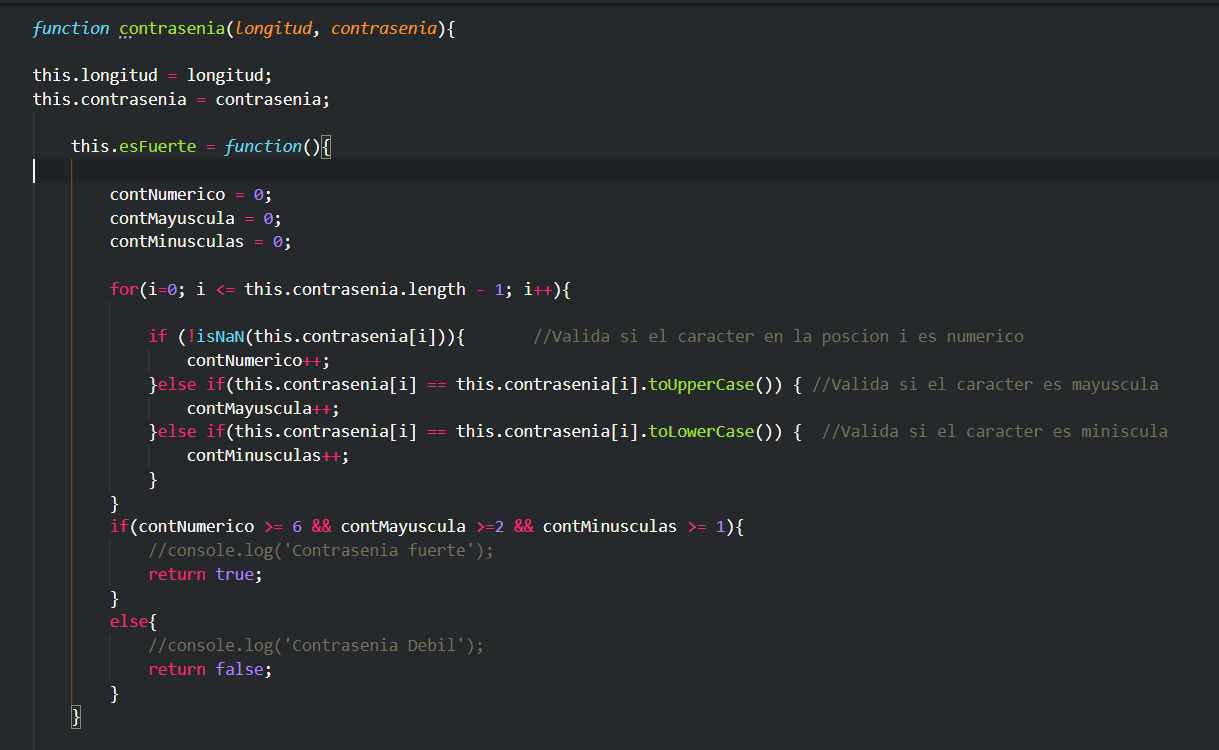 function contrasenia(longitud, contrasenia){
this.longitud = longitud;
this.contrasenia = contrasenia;
this.esFuerte = function(){
contNumerico = 0;
contMayuscula = 0;
contMinusculas = 0;
for(i=0; i <= this.contrasenia.length - 1; i++){
if (!isNaN(this.contrasenia[i])){ //Valida si el caracter en la poscion i es numerico
contNumerico++;
}else if(this.contrasenia[i] == this.contrasenia[i].toUpperCase()) { //Valida si el caracter es mayuscula
contMayuscula++;
}else if(this.contrasenia[i] == this.contrasenia[i].toLowerCase()) { //Valida si el caracter es miniscula
contMinusculas++;
}
}
if(contNumerico >= 6 && contMayuscula >=2 && contMinusculas >= 1){
//console.log('Contrasenia fuerte');
return true;
}
else{
//console.log('Contrasenia Debil');
return false;
}
}